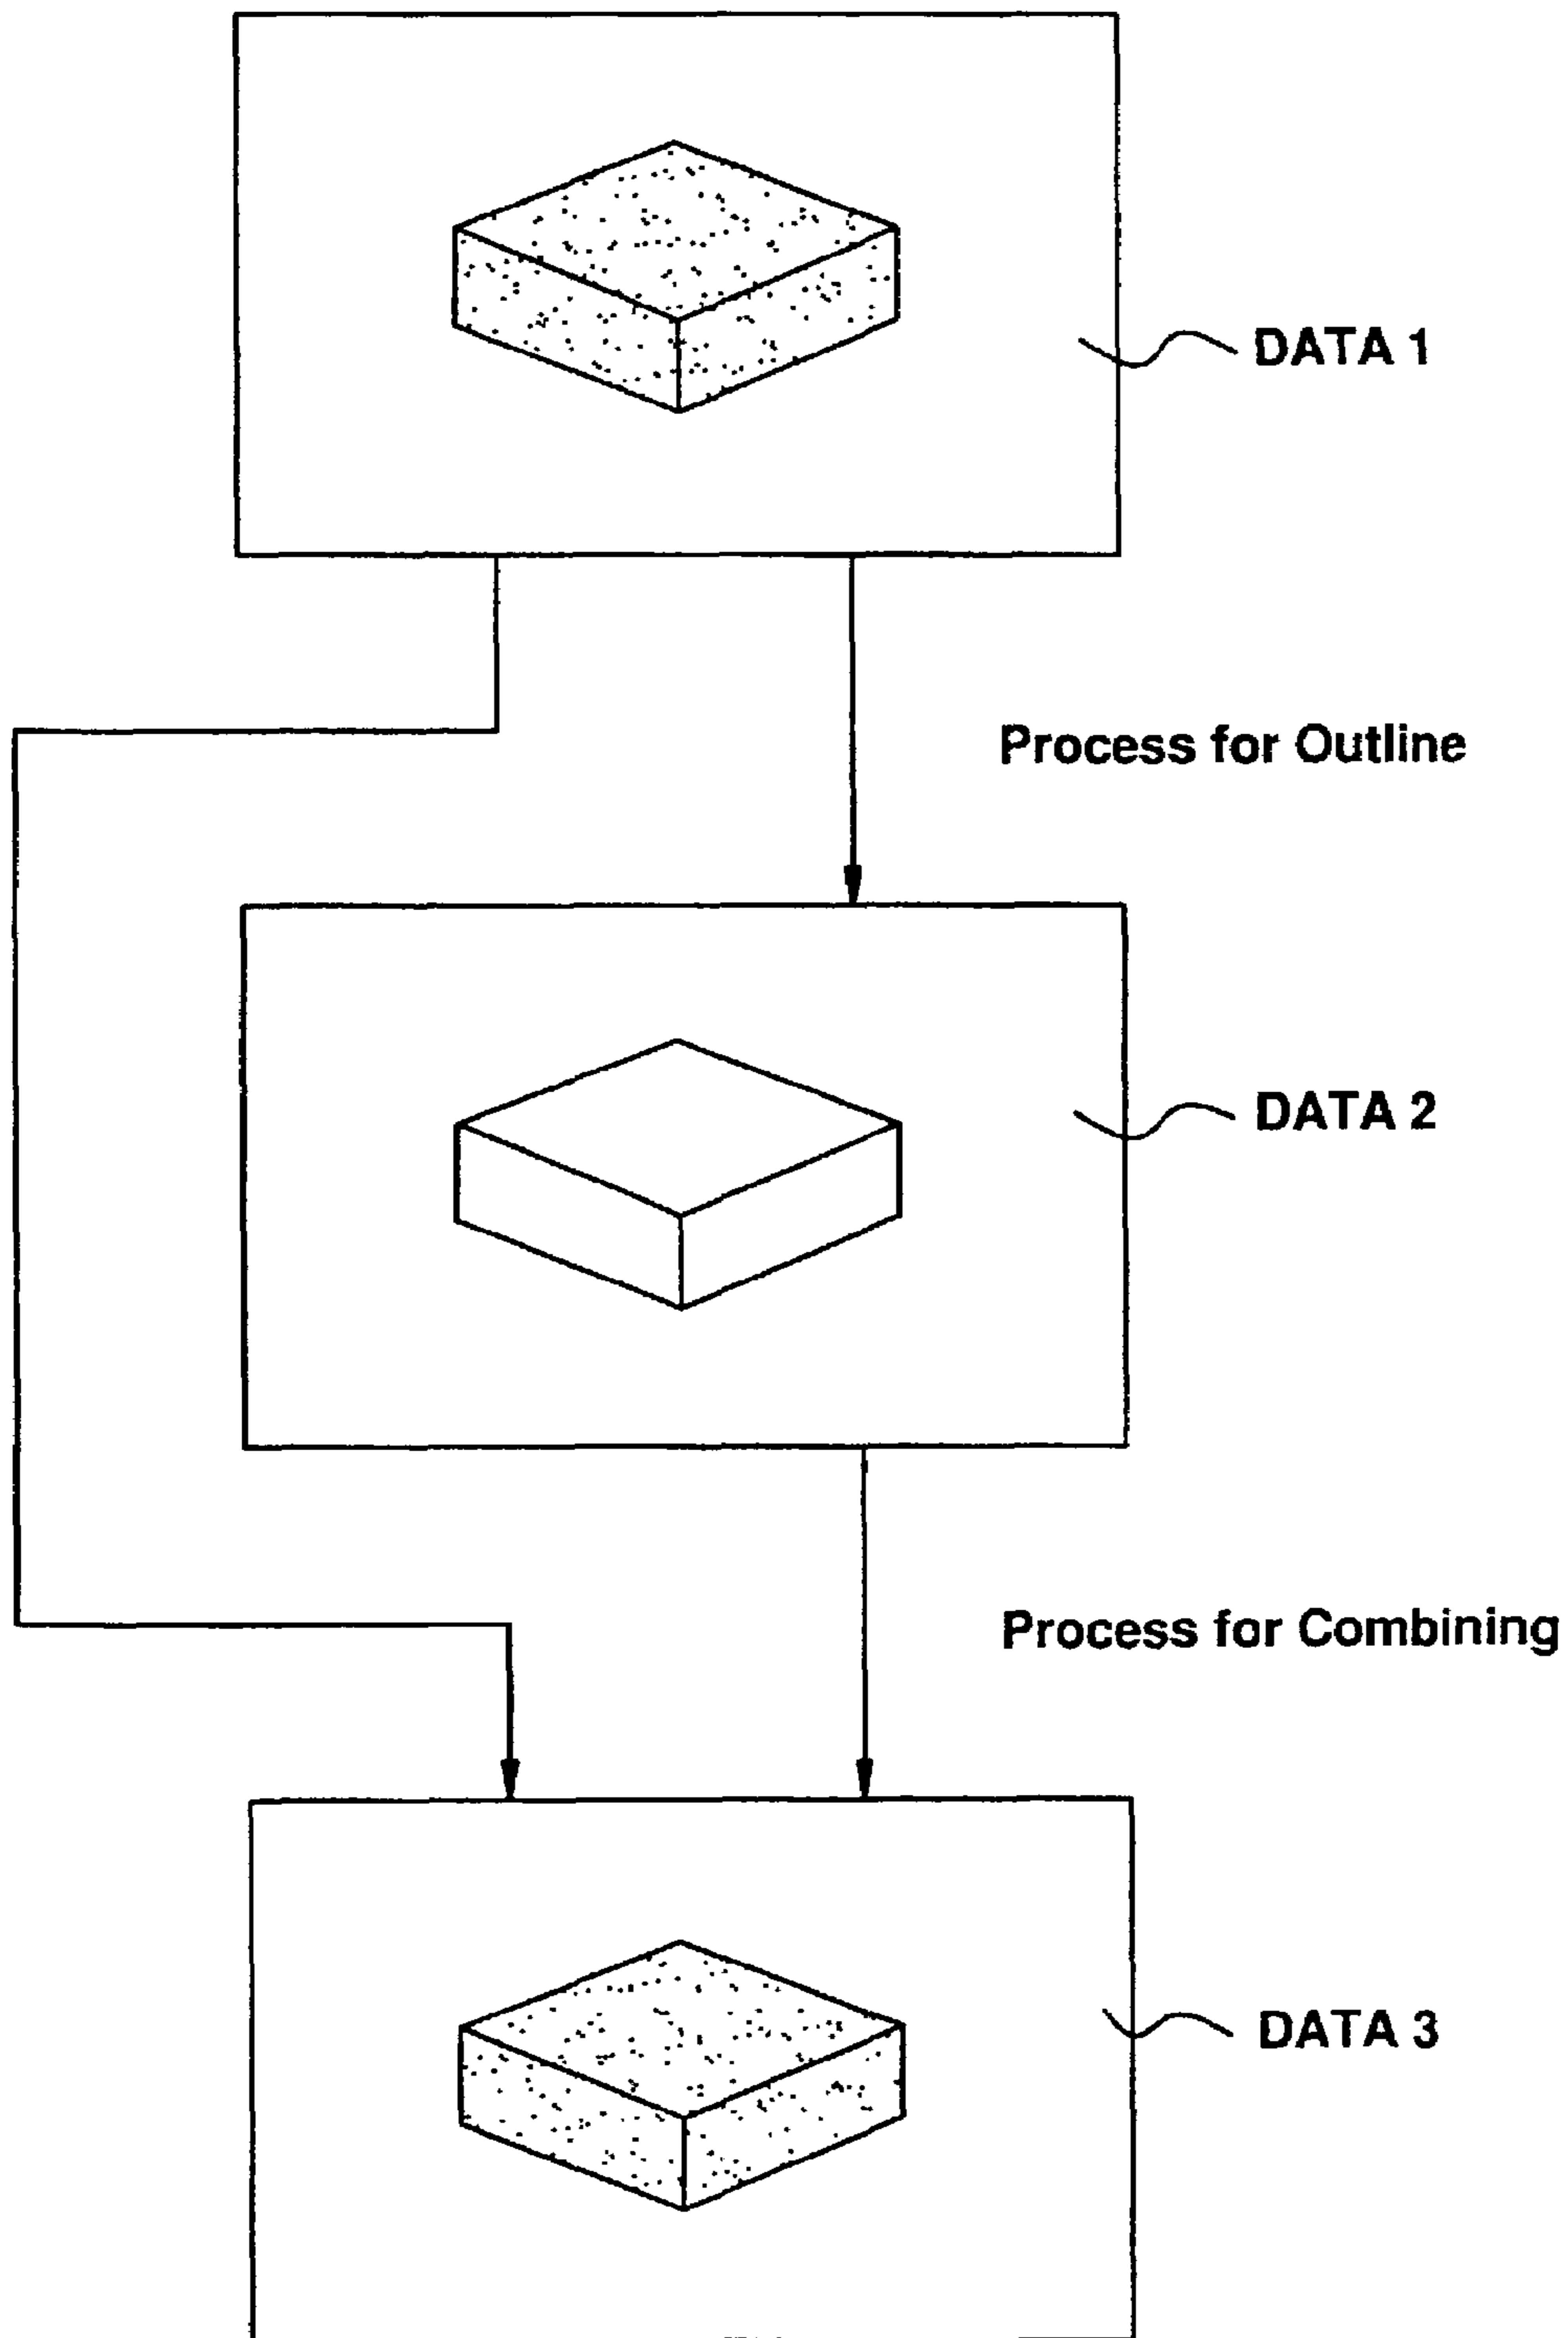 DATA 1
Process for Outline
DATA 2
Process for Combining
DATA 3